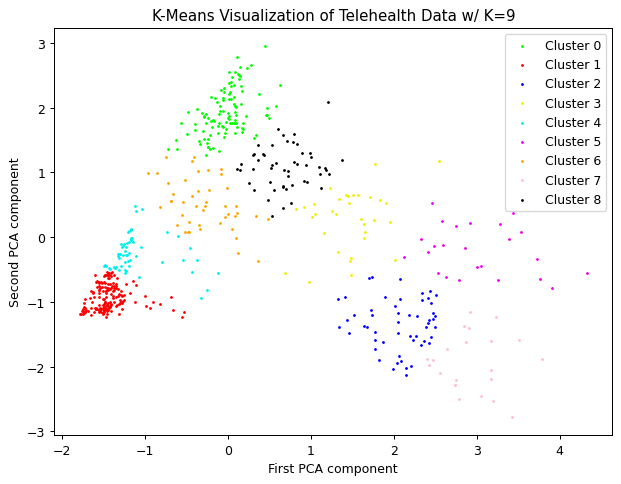 K-Means Visualization of Telehealth Data w/ K=9
Second PCA component
3
2
1
0
−1
−2
−3
−2
−1
0
1
2
3
4
First PCA component
Cluster 0
Cluster 1
Cluster 2
Cluster 3
Cluster 4
Cluster 5
Cluster 6
Cluster 7
Cluster 8